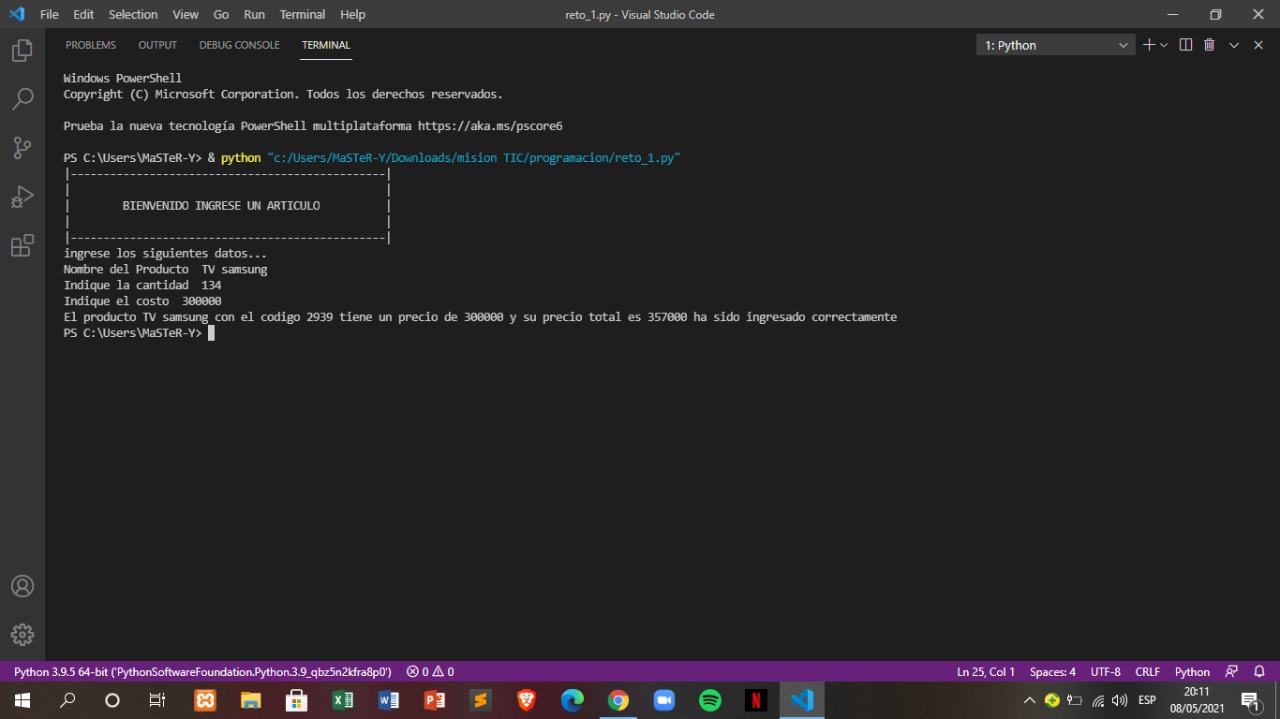 File Edit Selection View Go Run Terminal Help reto_1.py - Visual Studio Code
PROBLEMS OUTPUT DEBUG CONSOLE TERMINAL 1: Python
Windows PowerShell
Copyright (C) Microsoft Corporation. Todos los derechos reservados.
Prueba la nueva tecnología PowerShell multiplataforma https://aka.ms/pscore6
PS C:\Users\MaSTeR-Y> & python "c:/Users/MaSTeR-Y/Downloads/mision TIC/programacion/reto_1.py"
|------------------------------------------------|
| |
| BIENVENIDO INGRESE UN ARTICULO |
| |
|------------------------------------------------|
ingrese los siguientes datos...
Nombre del Producto TV samsung
Indique la cantidad 134
Indique el costo 300000
El producto TV samsung con el codigo 2939 tiene un precio de 300000 y su precio total es 357000 ha sido ingresado correctamente
PS C:\Users\MaSTeR-Y>
Python 3.9.5 64-bit ('PythonSoftwareFoundation.Python.3.9_qbz5n2kfra8p0') 0 0 Ln 25, Col 1 Spaces: 4 UTF-8 CRLF Python
ESP 20:11
08/05/2021 1